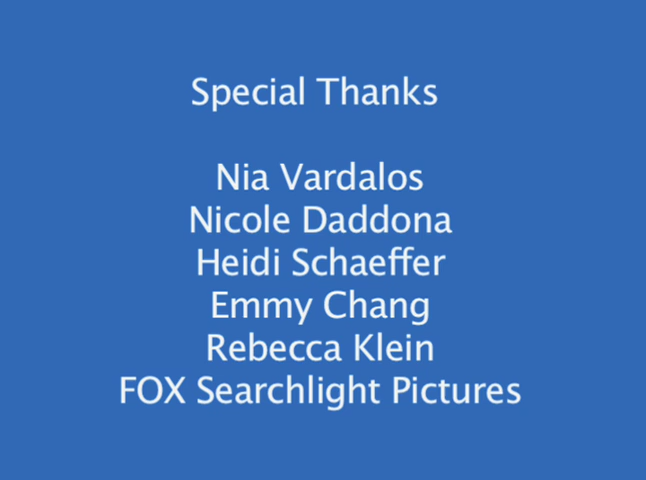 Special Thanks
Nia Vardalos
Nicole Daddona
Heidi Schaeffer
Emmy Chang
Rebecca Klein
FOX Searchlight Pictures